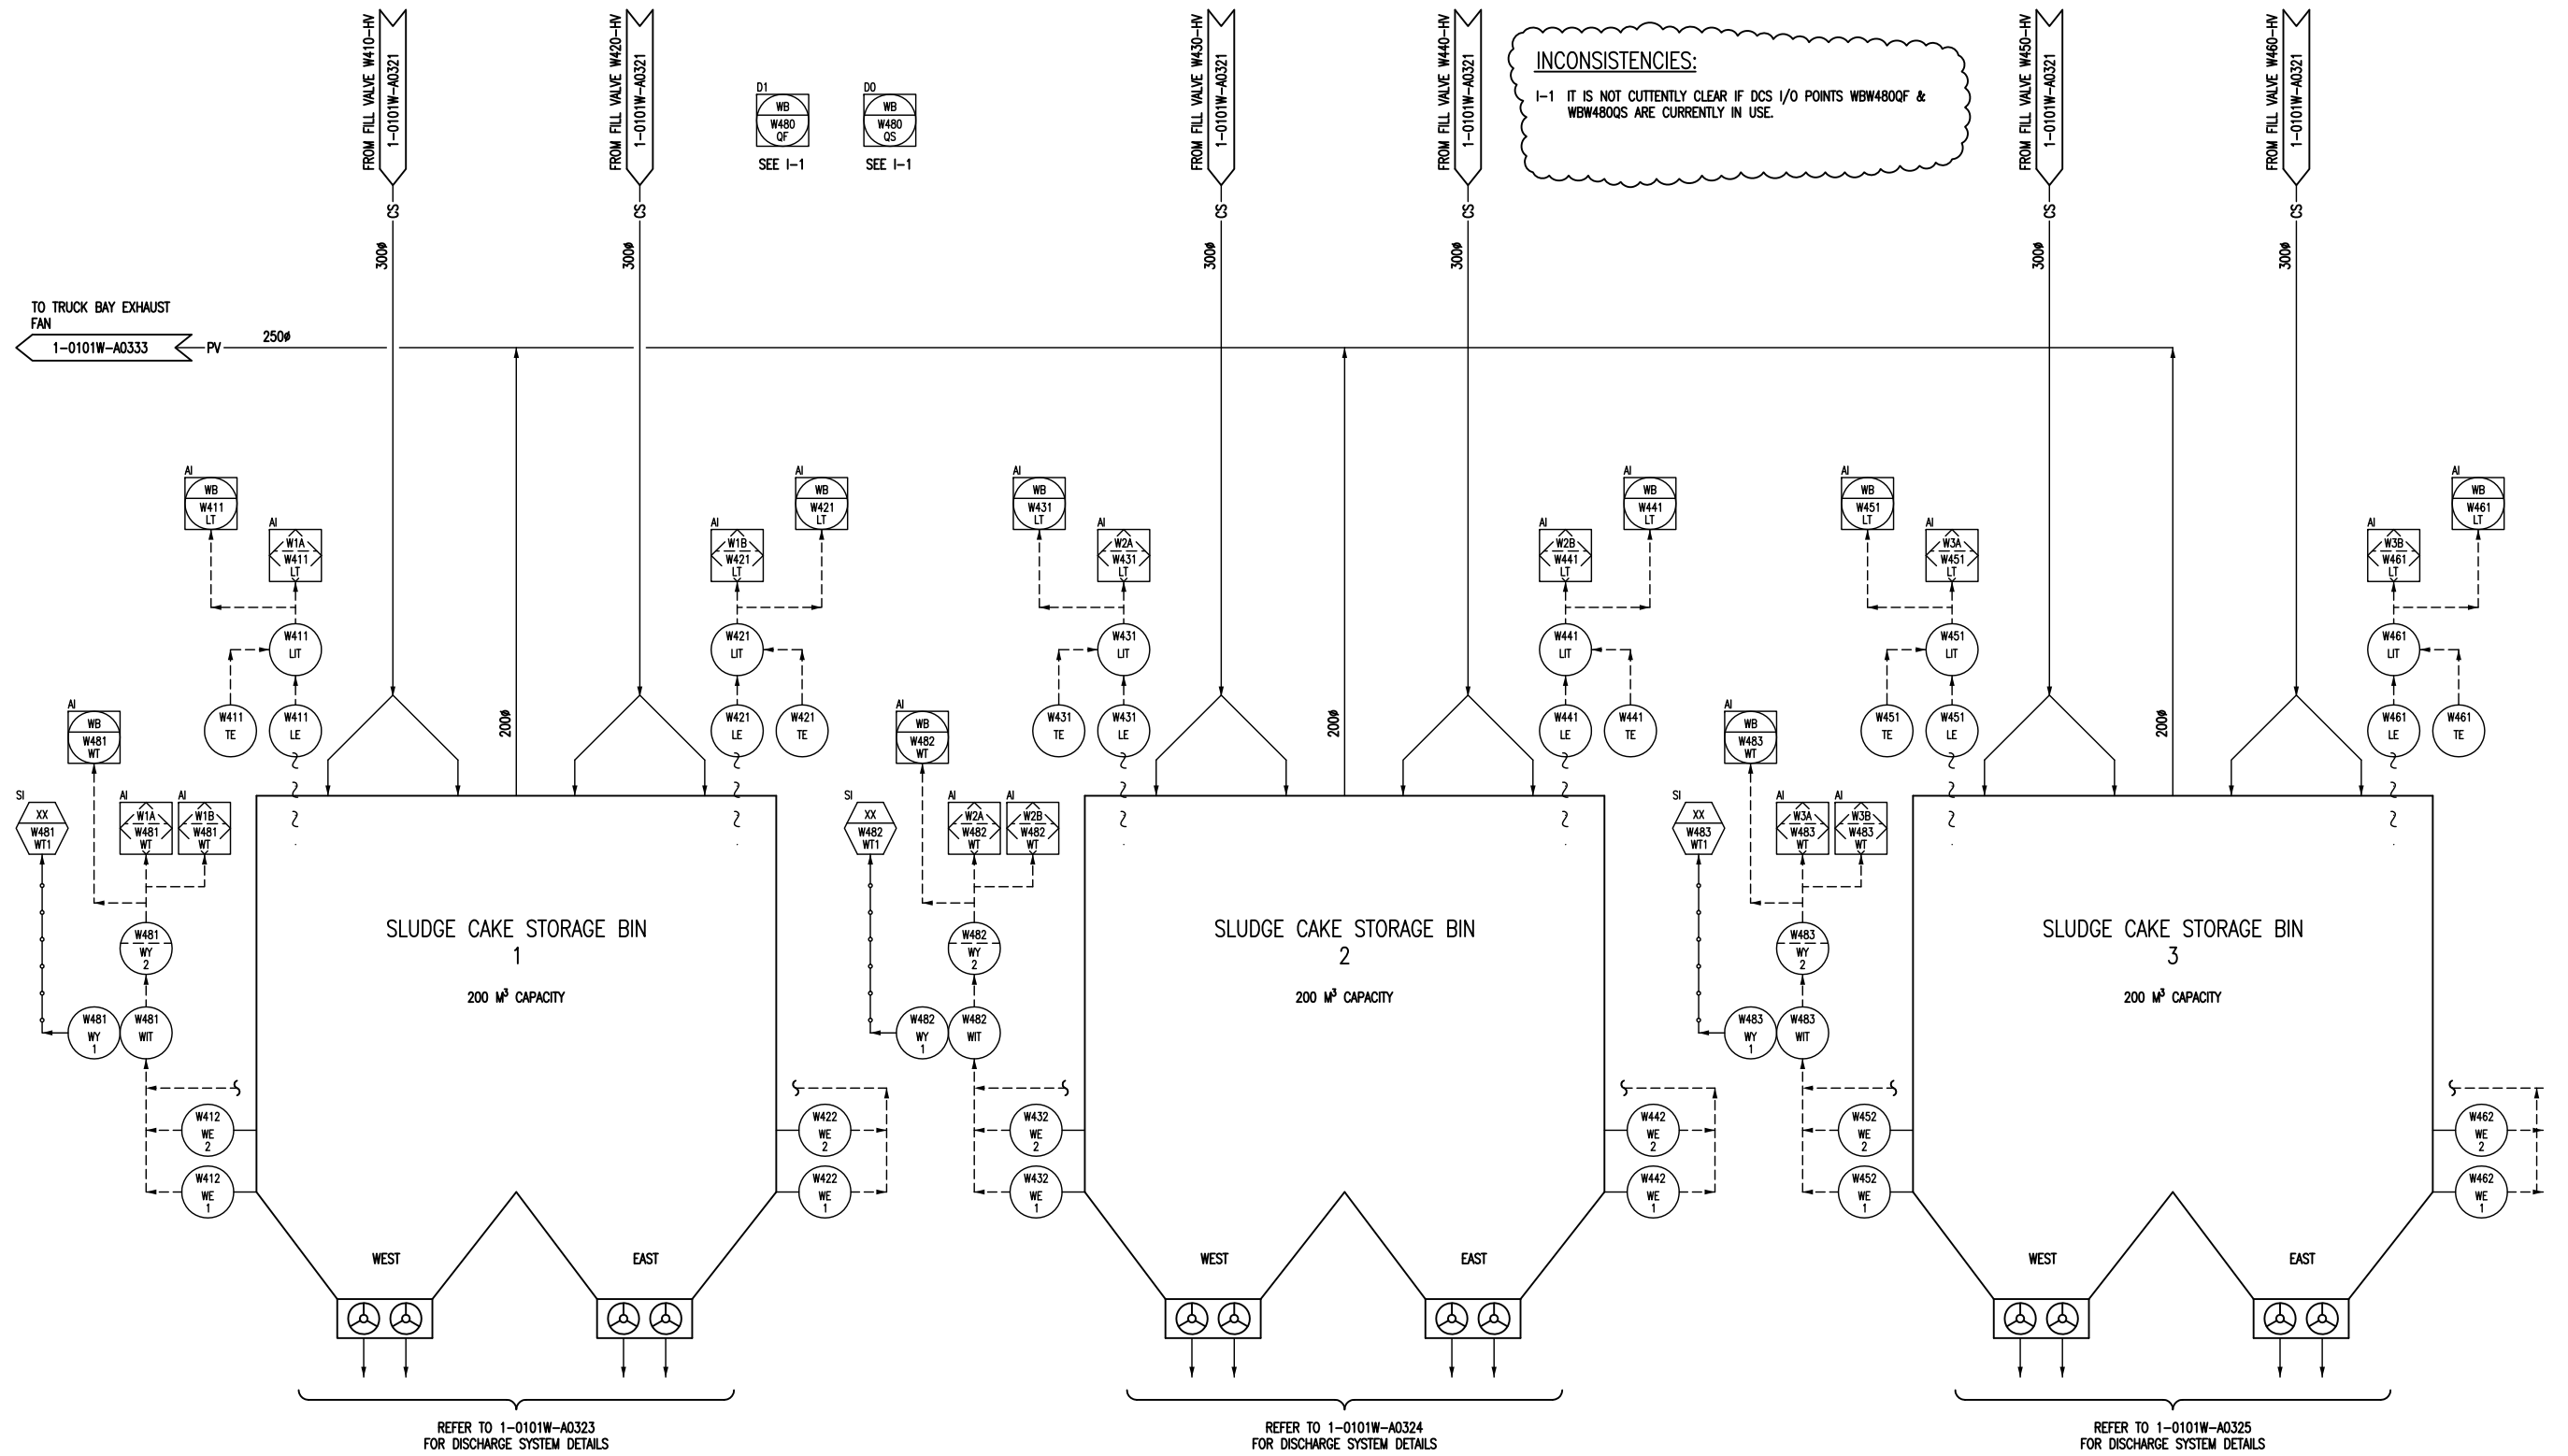 FROM FILL VALVE W410-HV
1-0101W-A0321
CS
300ø
FROM FILL VALVE W420-HV
1-0101W-A0321
CS
300ø
D1
WB
W480
QF
SEE I-1
DO
WB
W480
QS
SEE I-1
FROM FILL VALVE W430-HV
1-0101W-A0321
CS
300ø
FROM FILL VALVE W440-HV
1-0101W-A0321
CS
300ø
INCONSISTENCIES:
I-1 IT IS NOT CUTTENTLY CLEAR IF DCS I/O POINTS WBW480QF &
WBW480QS ARE CURRENTLY IN USE.
FROM FILL VALVE W450-HV
1-0101W-A0321
CS
300ø
FROM FILL VALVE W460-HV
1-0101W-A0321
CS
300ø
TO TRUCK BAY EXHAUST
FAN
1-0101W-A0333
PV
250ø
AI
WB
W411
LT
AI
W1A
W411
LT
W411
LIT
W411
TE
W411
LE
200ø
AI
W1B
W421
LT
AI
WB
W421
LT
W421
LIT
W421
LE
W421
TE
AI
WB
W481
WT
SI
XX
W481
WT1
AI
W1A
W481
WT
AI
W1B
W481
WT
W481
WY
2
W481
WY
1
W481
WIT
W412
WE
2
W412
WE
1
SLUDGE CAKE STORAGE BIN
1
200 M³ CAPACITY
W422
WE
2
W422
WE
1
WEST
EAST
REFER TO 1-0101W-A0323
FOR DISCHARGE SYSTEM DETAILS
AI
WB
W431
LT
AI
W2A
W431
LT
W431
LIT
W431
TE
W431
LE
200ø
AI
W2B
W441
LT
AI
WB
W441
LT
W441
LIT
W441
LE
W441
TE
AI
WB
W482
WT
SI
XX
W482
WT1
AI
W2A
W482
WT
AI
W2B
W482
WT
W482
WY
2
W482
WY
1
W482
WIT
W432
WE
2
W432
WE
1
SLUDGE CAKE STORAGE BIN
2
200 M³ CAPACITY
W442
WE
2
W442
WE
1
WEST
EAST
REFER TO 1-0101W-A0324
FOR DISCHARGE SYSTEM DETAILS
AI
WB
W451
LT
AI
W3A
W451
LT
W451
LIT
W451
TE
W451
LE
200ø
AI
W3B
W461
LT
AI
WB
W461
LT
W461
LIT
W461
LE
W461
TE
AI
WB
W483
WT
SI
XX
W483
WT1
AI
W3A
W483
WT
AI
W3B
W483
WT
W483
WY
2
W483
WY
1
W483
WIT
W452
WE
2
W452
WE
1
SLUDGE CAKE STORAGE BIN
3
200 M³ CAPACITY
W462
WE
2
W462
WE
1
WEST
EAST
REFER TO 1-0101W-A0325
FOR DISCHARGE SYSTEM DETAILS